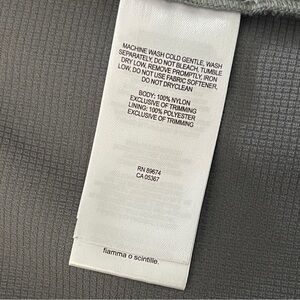 MACHINE WASH COLD GENTLE, WASH
SEPARATELY, DO NOT BLEACH, TUMBLE
DRY LOW, REMOVE PROMPTLY, IRON
LOW, DO NOT USE FABRIC SOFTENER,
DO NOT DRYCLEAN
BODY: 100% NYLON
EXCLUSIVE OF TRIMMING
LINING: 100% POLYESTER
EXCLUSIVE OF TRIMMING
RN 89674
CA 05367
fiamma o scintille.